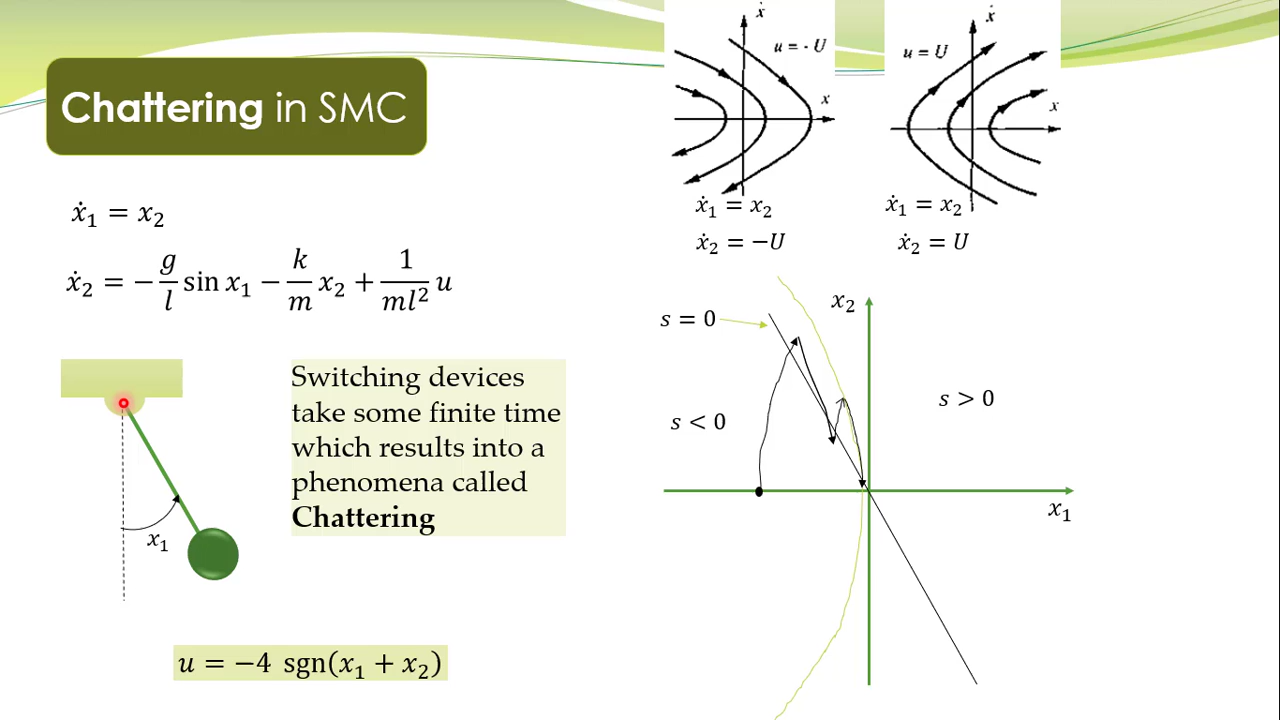 Chattering in SMC
ẋ₁ = x₂
ẋ₂ = −g/l sin x₁ − k/m x₂ + 1/ml² u
x₁
Switching devices
take some finite time
which results into a
phenomena called
Chattering
u = −4 sgn(x₁ + x₂)
ẋ
u = - U
x
ẋ₁ = x₂
ẋ₂ = −U
ẋ
u = U
x
ẋ₁ = x₂
ẋ₂ = U
x₂
s = 0
s > 0
s < 0
x₁